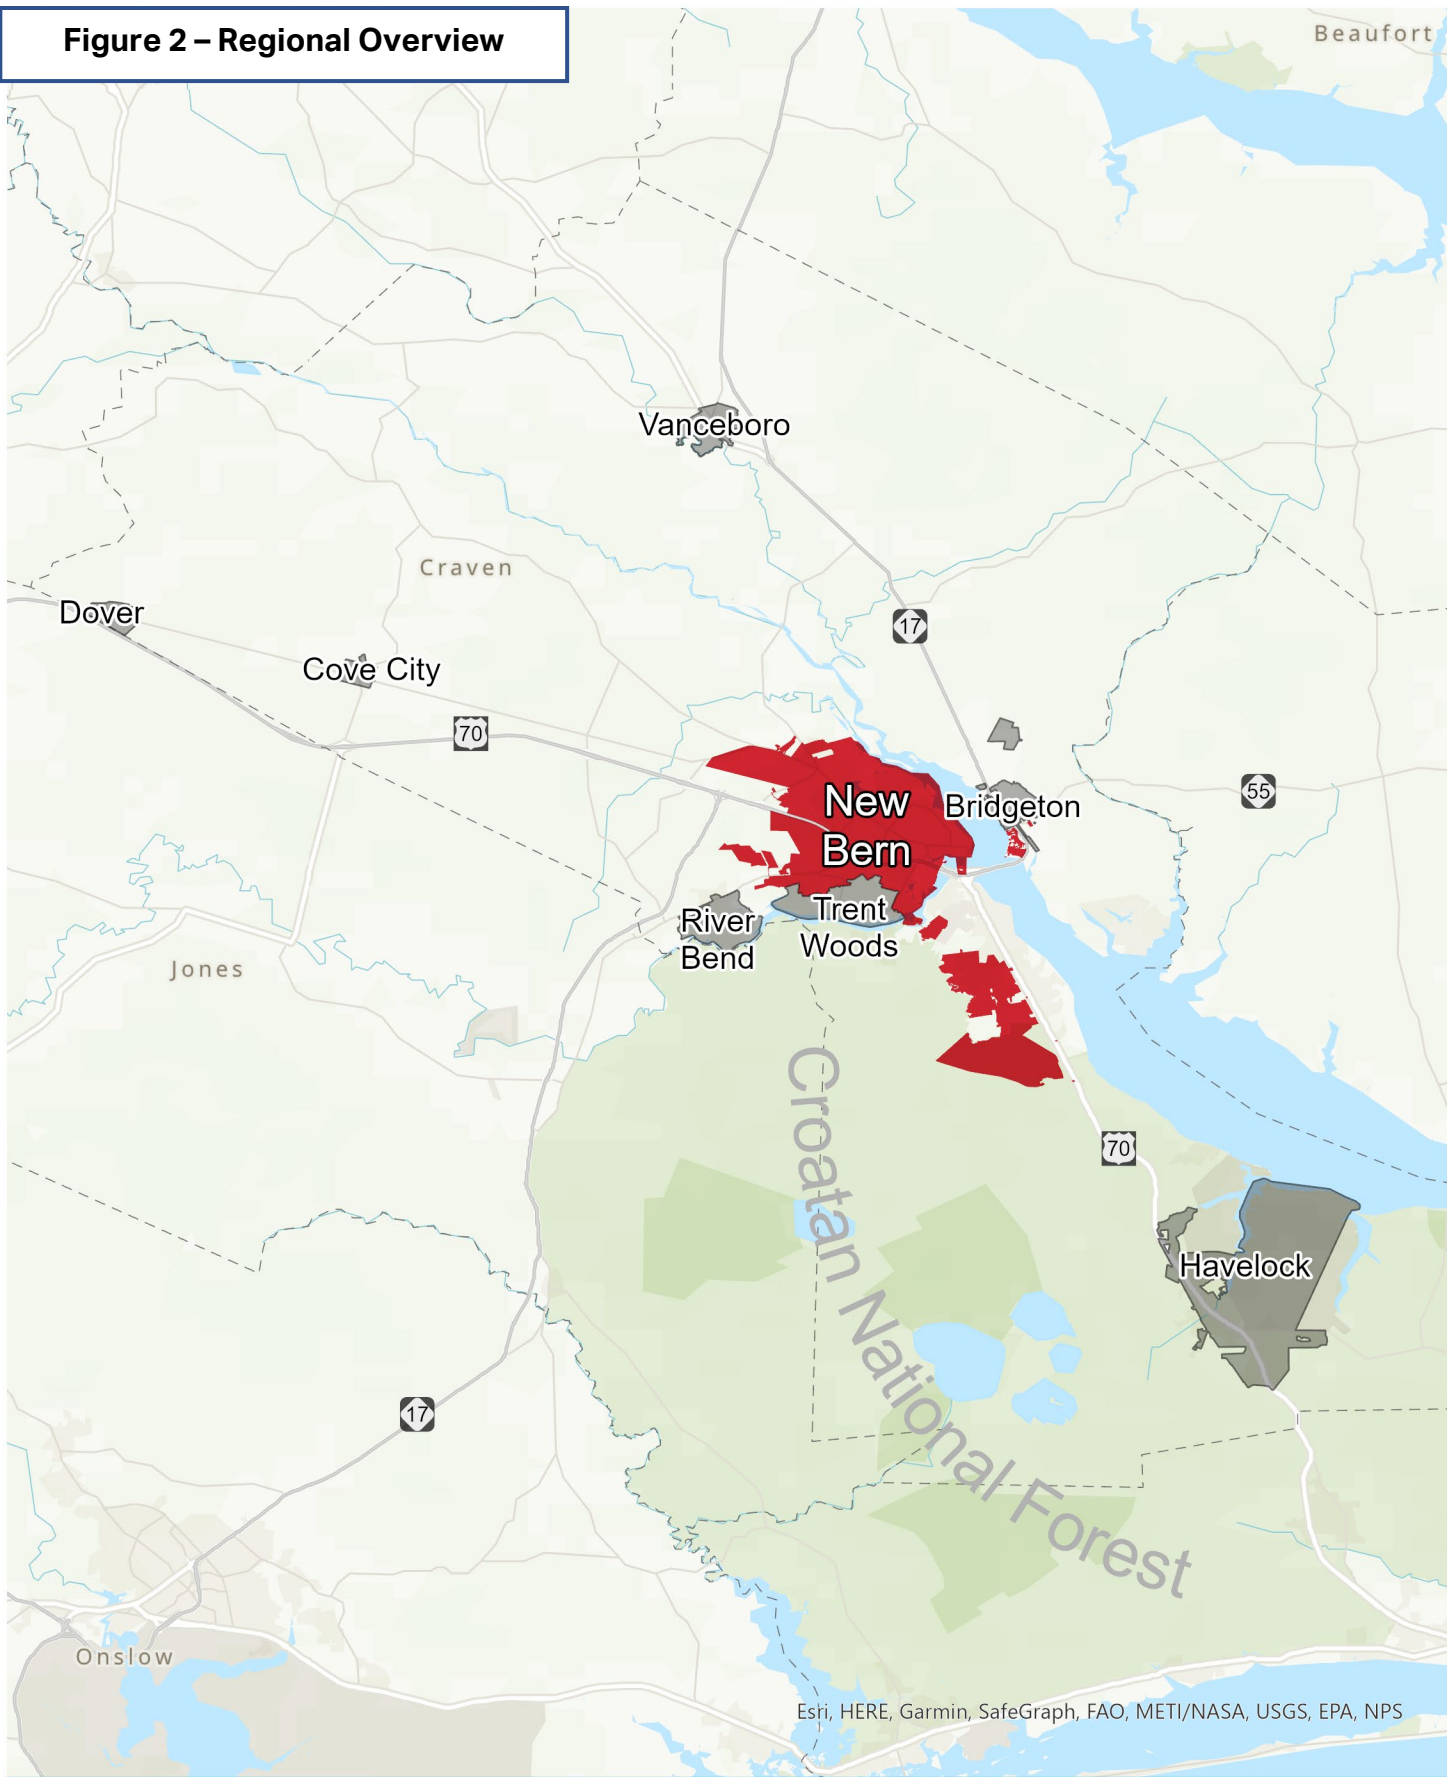 Figure 2 – Regional Overview
Beaufort
Vanceboro
Craven
Dover
17
Cove City
70
55
New
Bern
Bridgeton
River
Bend
Trent
Woods
Jones
Croatan National Forest
70
Havelock
17
Onslow
Esri, HERE, Garmin, SafeGraph, FAO, METI/NASA, USGS, EPA, NPS